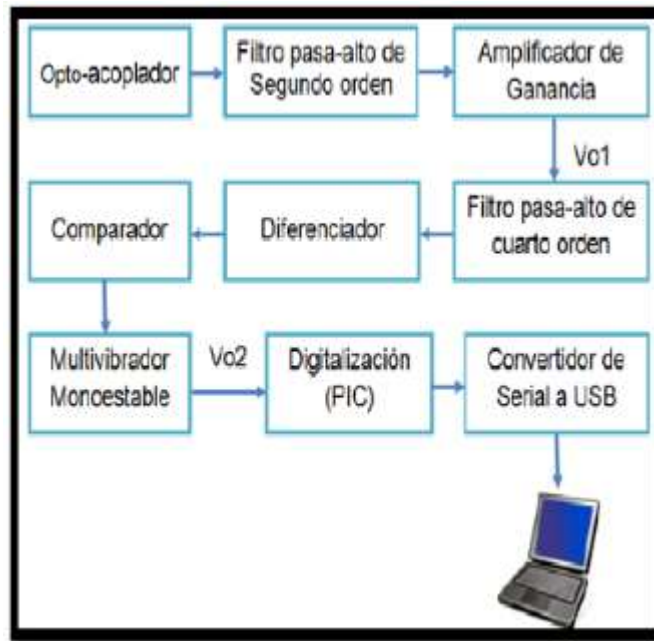 Opto-acoplador
Filtro pasa-alto de
Segundo orden
Amplificador de
Ganancia
Vo1
Filtro pasa-alto de
cuarto orden
Diferenciador
Comparador
Multivibrador
Monoestable
Vo2
Digitalización
(PIC)
Convertidor de
Serial a USB